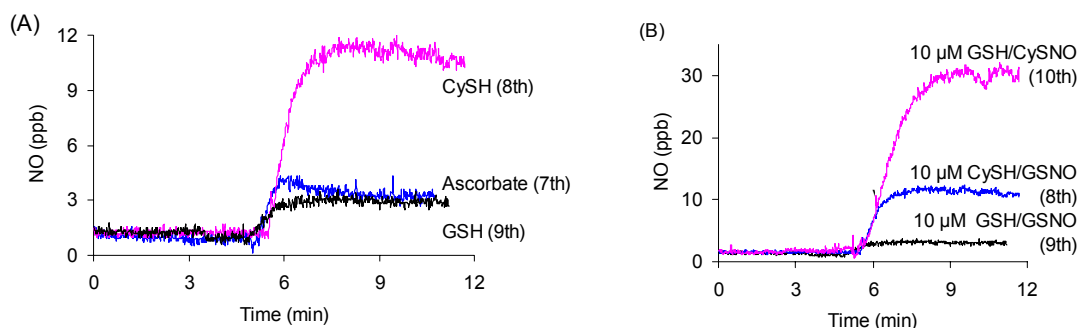 (A)
12
9
6
3
0
NO (ppb)
CySH (8th)
Ascorbate (7th)
GSH (9th)
0 3 6 9 12
Time (min)
(B)
30
20
10
0
NO (ppb)
10 µM GSH/CySNO
(10th)
10 µM CySH/GSNO
(8th)
10 µM GSH/GSNO
(9th)
0 3 6 9 12
Time (min)